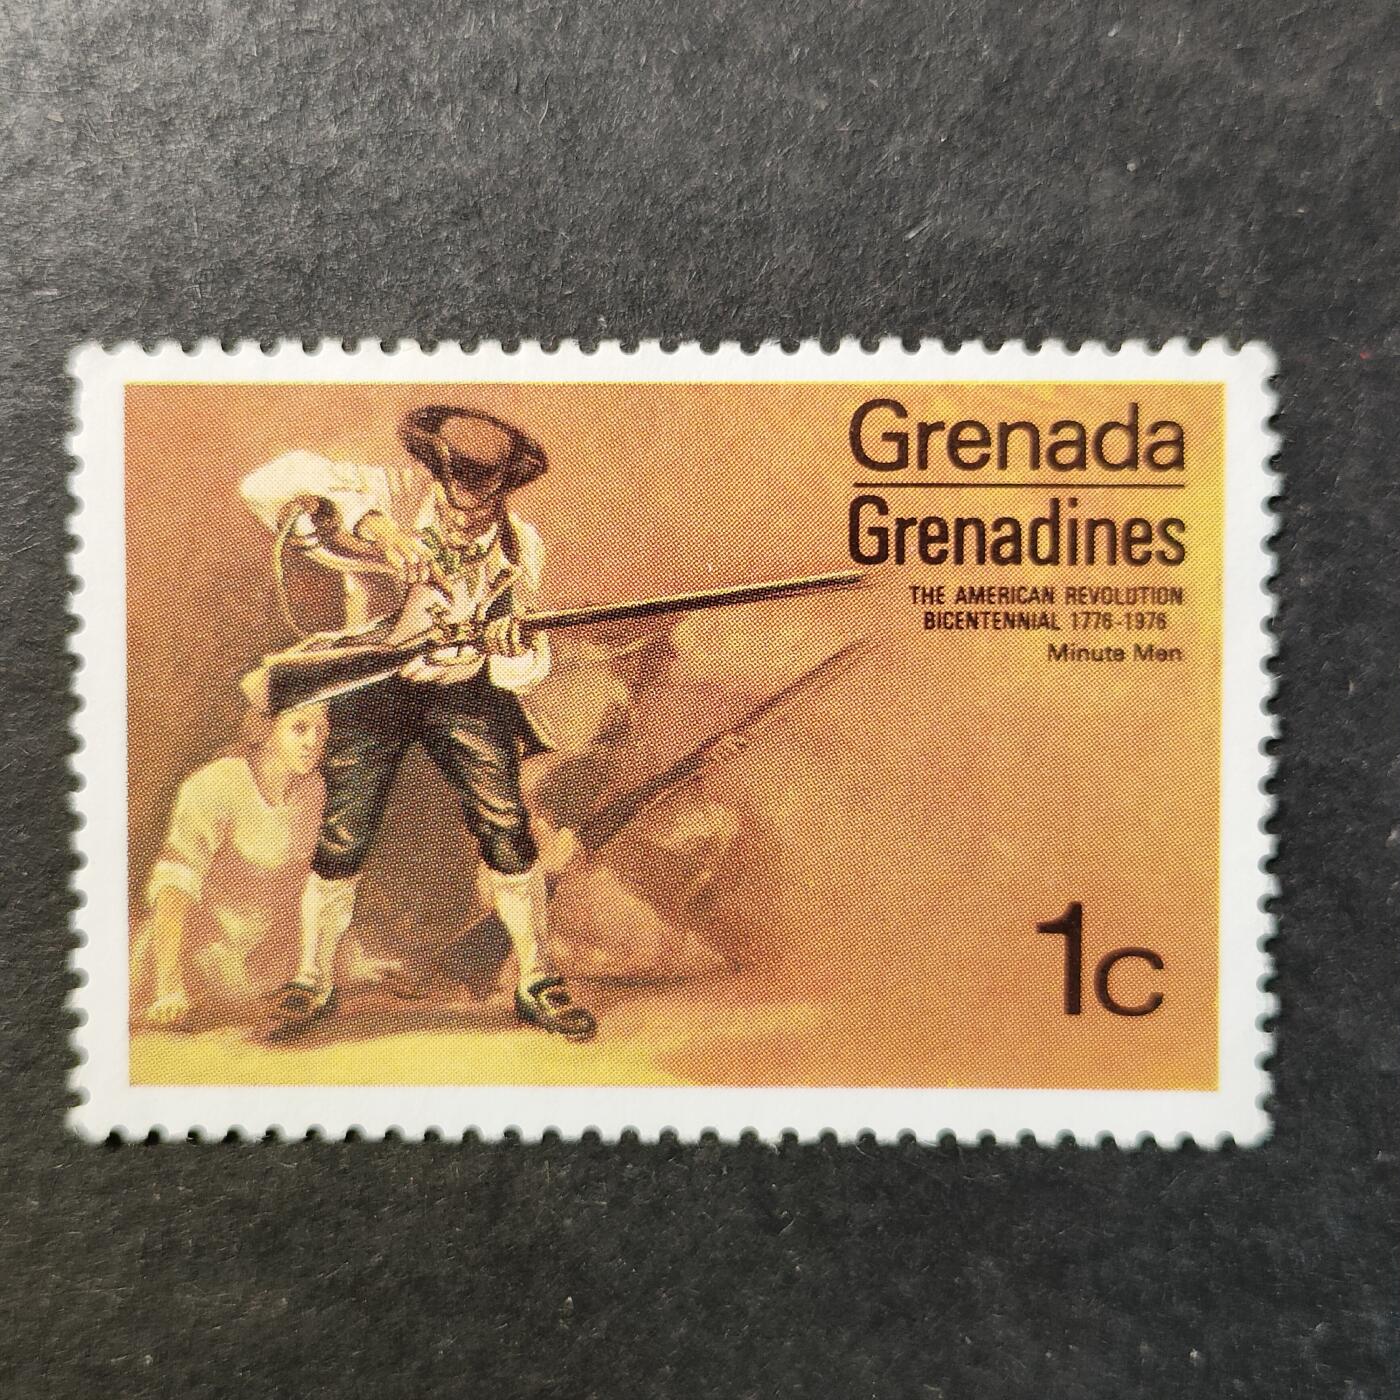 Grenada
Grenadines
THE AMERICAN REVOLUTION
BICENTENNIAL 1776-1976
Minute Men
1c